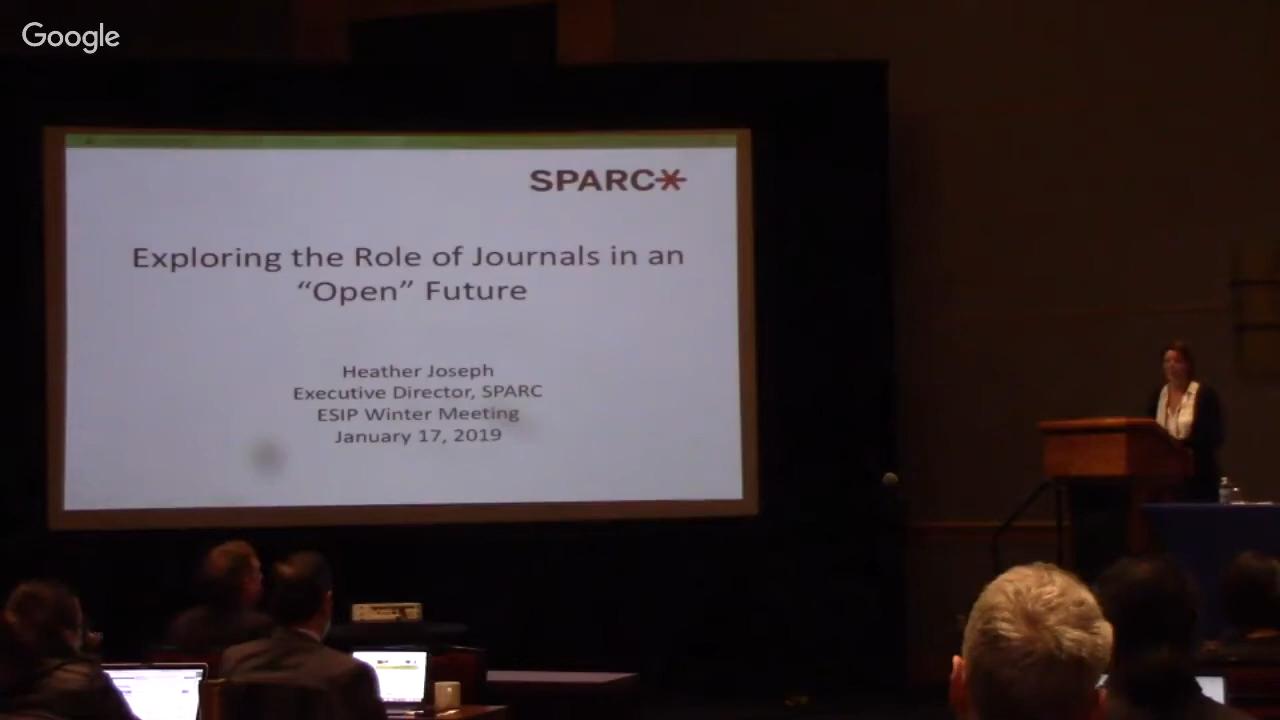 Google
SPARC
Exploring the Role of Journals in an
“Open” Future
Heather Joseph
Executive Director, SPARC
ESIP Winter Meeting
January 17, 2019